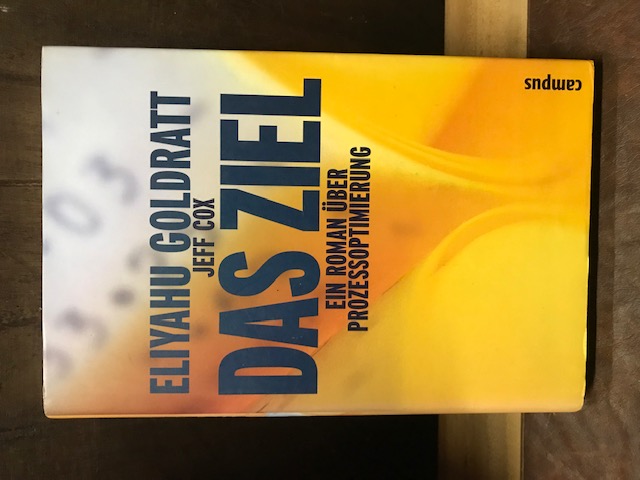 ELIYAHU GOLDRATT
JEFF COX
DAS ZIEL
EIN ROMAN ÜBER
PROZESSOPTIMIERUNG
campus